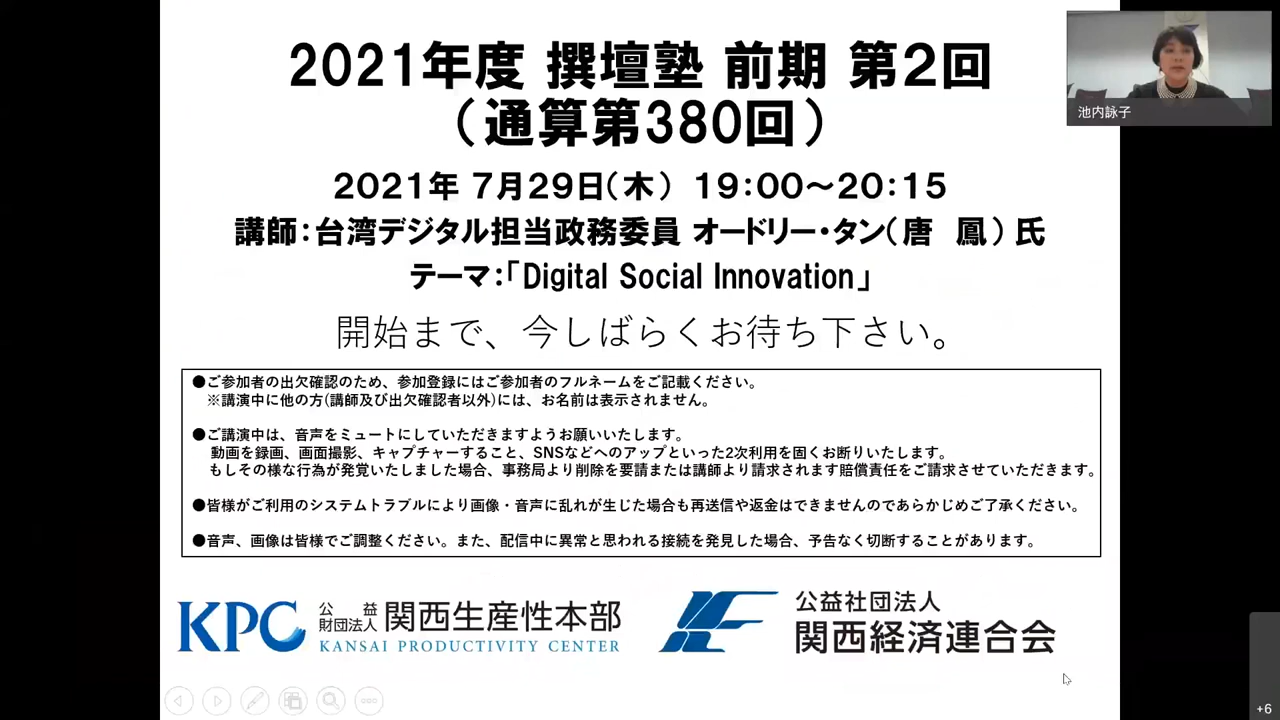 2021年度 撰壇塾 前期 第2回
（通算第380回）
2021年 7月29日(木) 19:00～20:15
講師：台湾デジタル担当政務委員 オードリー・タン（唐 鳳）氏
テーマ：「Digital Social Innovation」
開始まで、今しばらくお待ち下さい。
●ご参加者の出欠確認のため、参加登録にはご参加者のフルネームをご記載ください。
※講演中に他の方(講師及び出欠確認者以外)には、お名前は表示されません。
●ご講演中は、音声をミュートにしていただきますようお願いいたします。
動画を録画、画面撮影、キャプチャーすること、SNSなどへのアップといった2次利用を固くお断りいたします。
もしその様な行為が発覚いたしました場合、事務局より削除を要請または講師より請求されます賠償責任をご請求させていただきます。
●皆様がご利用のシステムトラブルにより画像・音声に乱れが生じた場合も再送信や返金はできませんのであらかじめご了承ください。
●音声、画像は皆様でご調整ください。また、配信中に異常と思われる接続を発見した場合、予告なく切断することがあります。
KPC 公益財団法人 関西生産性本部
KANSAI PRODUCTIVITY CENTER
公益社団法人
関西経済連合会
池内詠子
+6